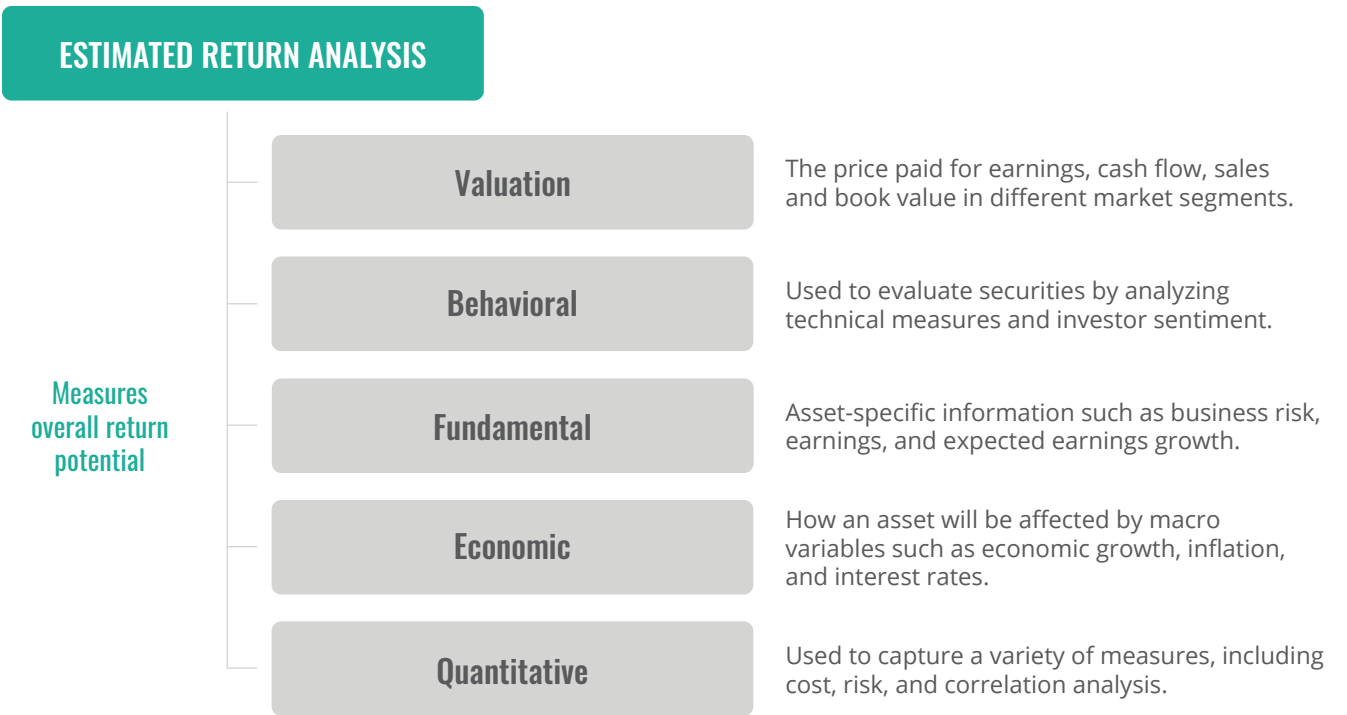 ESTIMATED RETURN ANALYSIS
Measures
overall return
potential
Valuation
The price paid for earnings, cash flow, sales
and book value in different market segments.
Behavioral
Used to evaluate securities by analyzing
technical measures and investor sentiment.
Fundamental
Asset-specific information such as business risk,
earnings, and expected earnings growth.
Economic
How an asset will be affected by macro
variables such as economic growth, inflation,
and interest rates.
Quantitative
Used to capture a variety of measures, including
cost, risk, and correlation analysis.